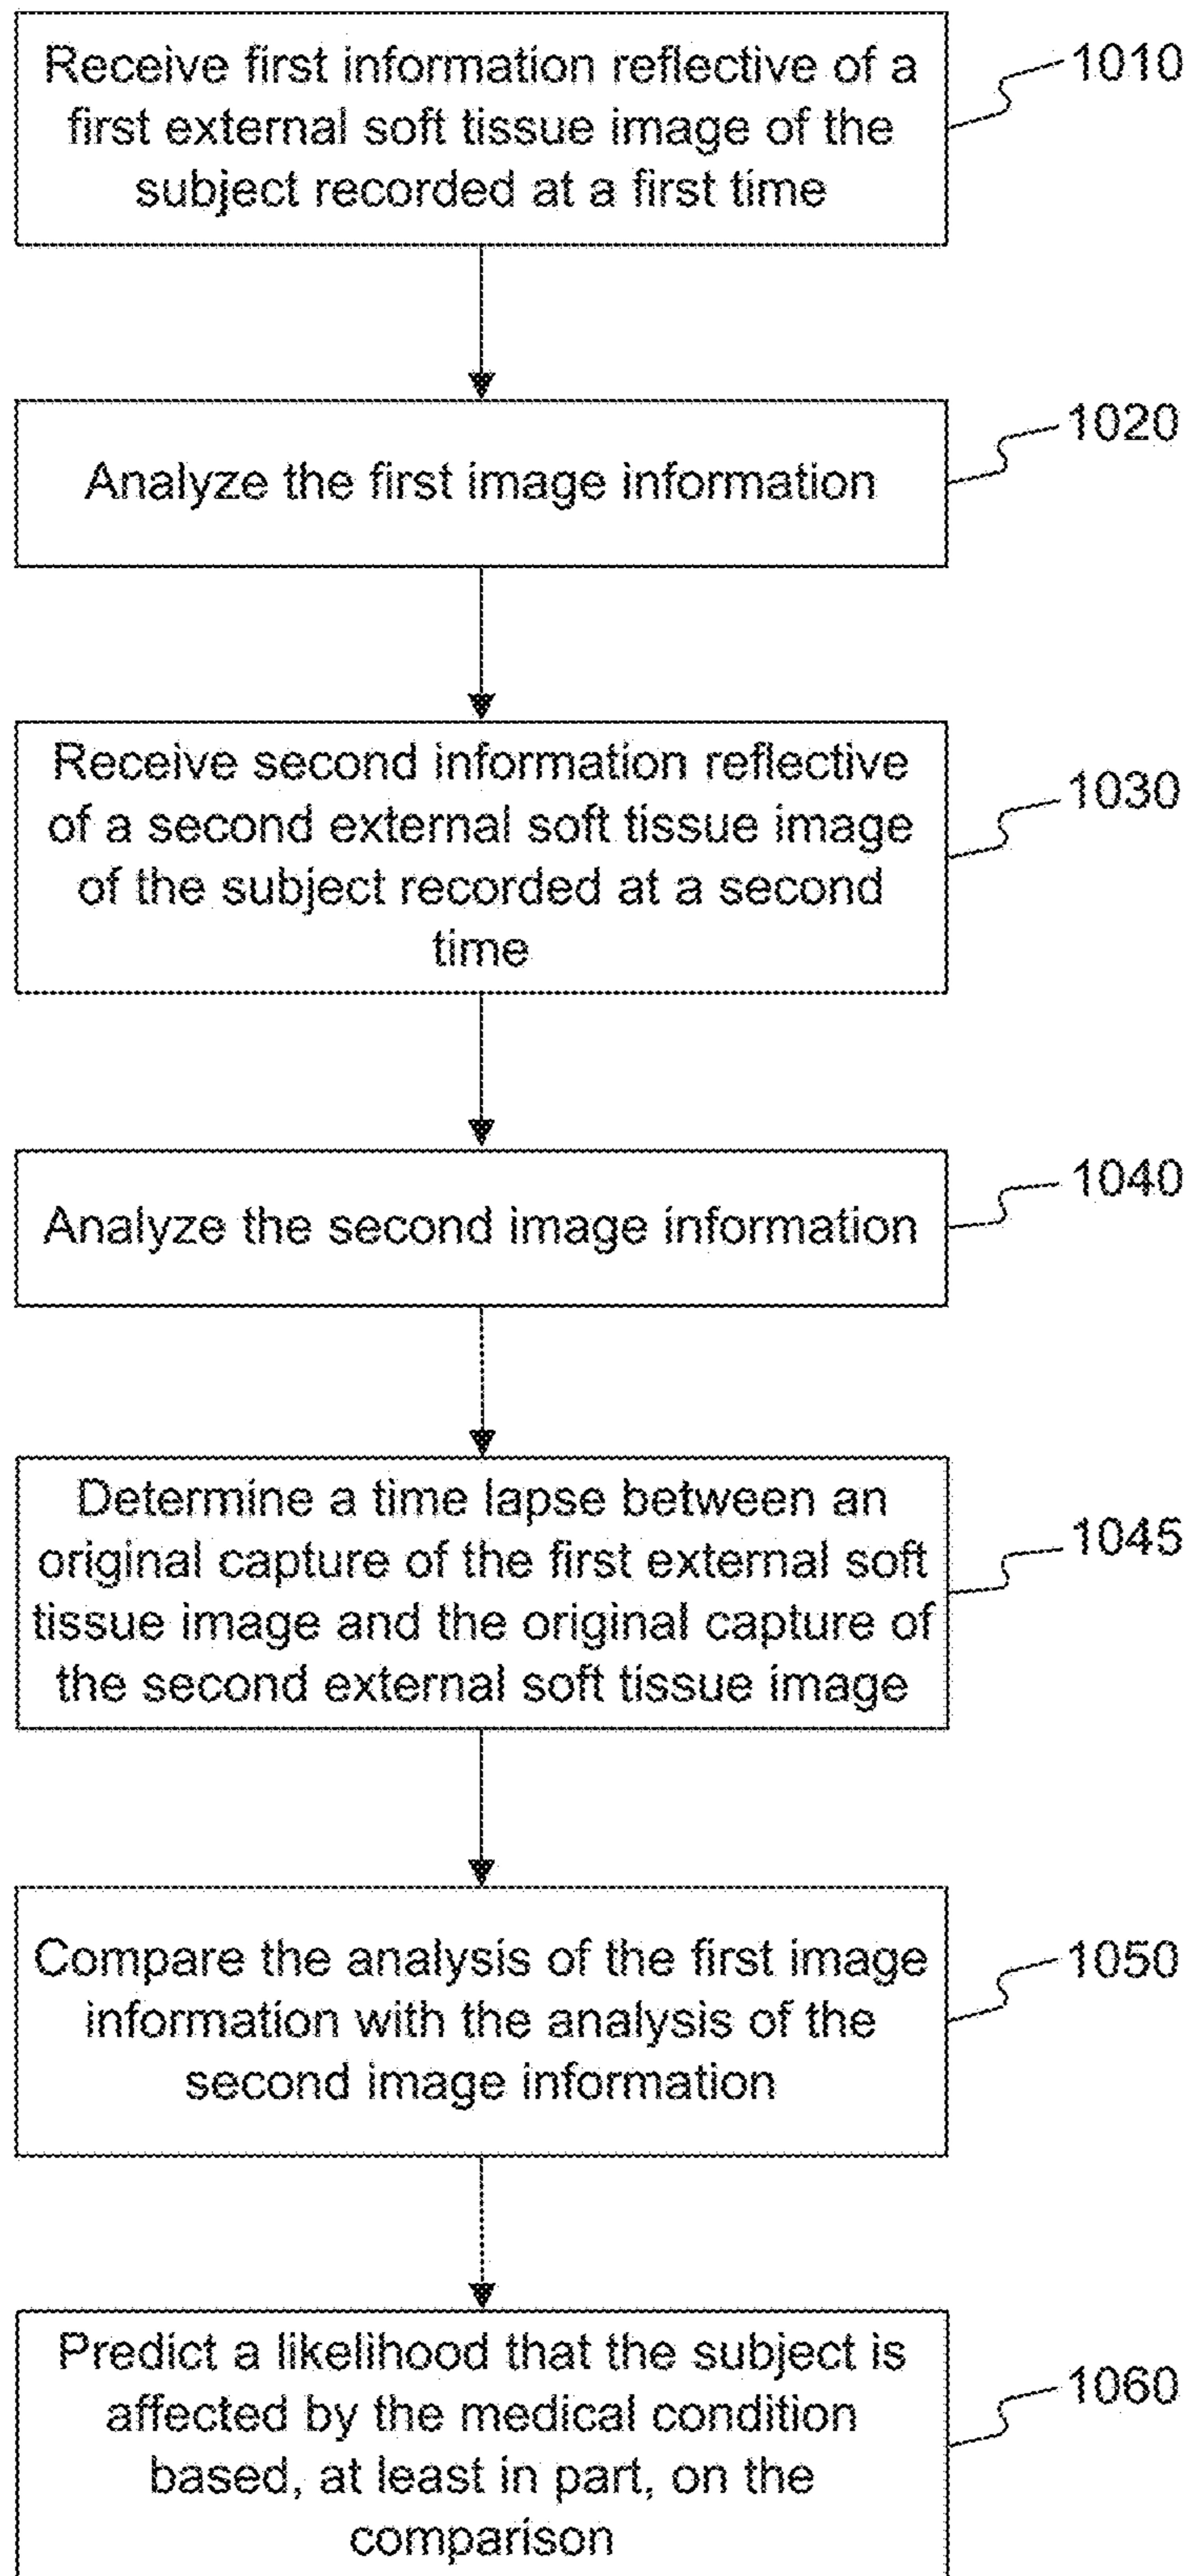 Receive first information reflective of a
first external soft tissue image of the
subject recorded at a first time
1010
Analyze the first image information
1020
Receive second information reflective
of a second external soft tissue image
of the subject recorded at a second
time
1030
Analyze the second image information
1040
Determine a time lapse between an
original capture of the first external soft
tissue image and the original capture of
the second external soft tissue image
1045
Compare the analysis of the first image
information with the analysis of the
second image information
1050
Predict a likelihood that the subject is
affected by the medical condition
based, at least in part, on the
comparison
1060